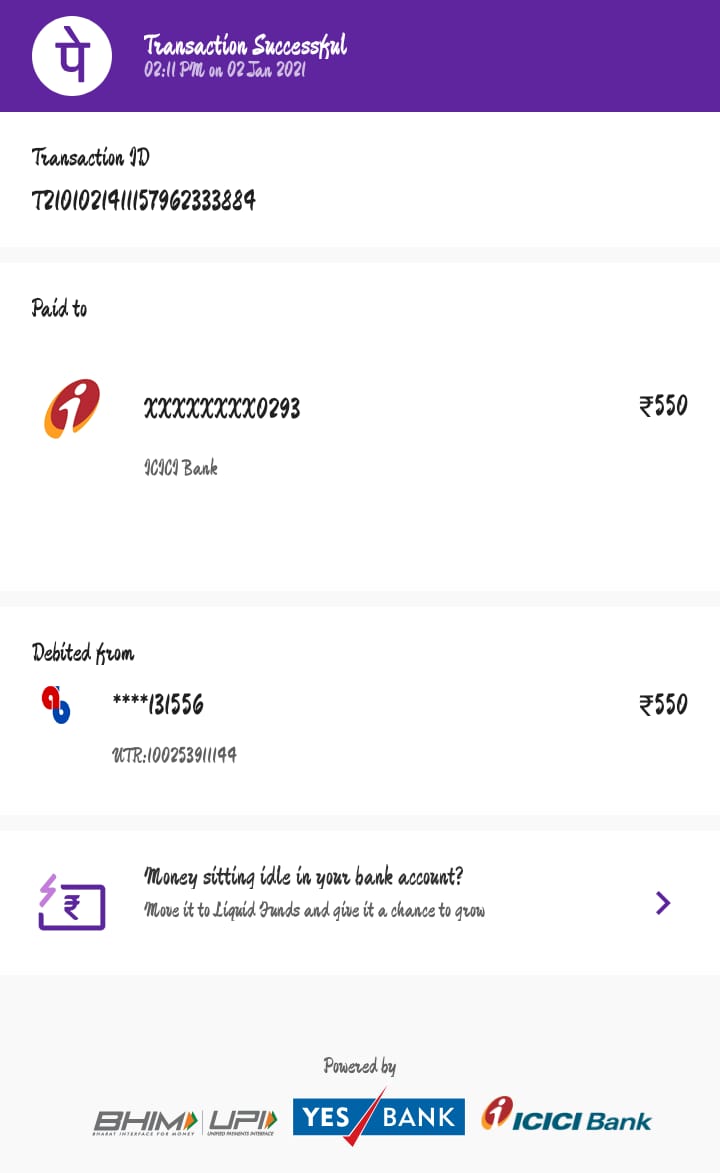 पे
Transaction Successful
02:11 PM on 02 Jan 2021
Transaction ID
T2101021411157962333884
Paid to
XXXXXXXXX0293
₹550
ICICI Bank
Debited from
****131556
₹550
UTR:100253911144
Money sitting idle in your bank account?
Move it to Liquid Funds and give it a chance to grow
Powered by
BHIM UPI YES BANK ICICI Bank
BHARAT INTERFACE FOR MONEY UNIFIED PAYMENTS INTERFACE